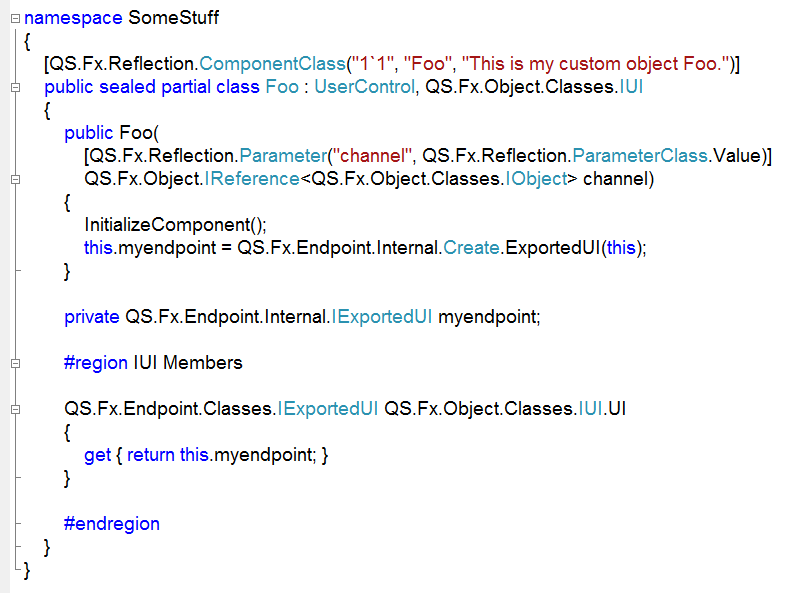 namespace SomeStuff
{
[QS.Fx.Reflection.ComponentClass("1`1", "Foo", "This is my custom object Foo.")]
public sealed partial class Foo : UserControl, QS.Fx.Object.Classes.IUI
{
public Foo(
[QS.Fx.Reflection.Parameter("channel", QS.Fx.Reflection.ParameterClass.Value)]
QS.Fx.Object.IReference<QS.Fx.Object.Classes.IObject> channel)
{
InitializeComponent();
this.myendpoint = QS.Fx.Endpoint.Internal.Create.ExportedUI(this);
}
private QS.Fx.Endpoint.Internal.IExportedUI myendpoint;
#region IUI Members
QS.Fx.Endpoint.Classes.IExportedUI QS.Fx.Object.Classes.IUI.UI
{
get { return this.myendpoint; }
}
#endregion
}
}